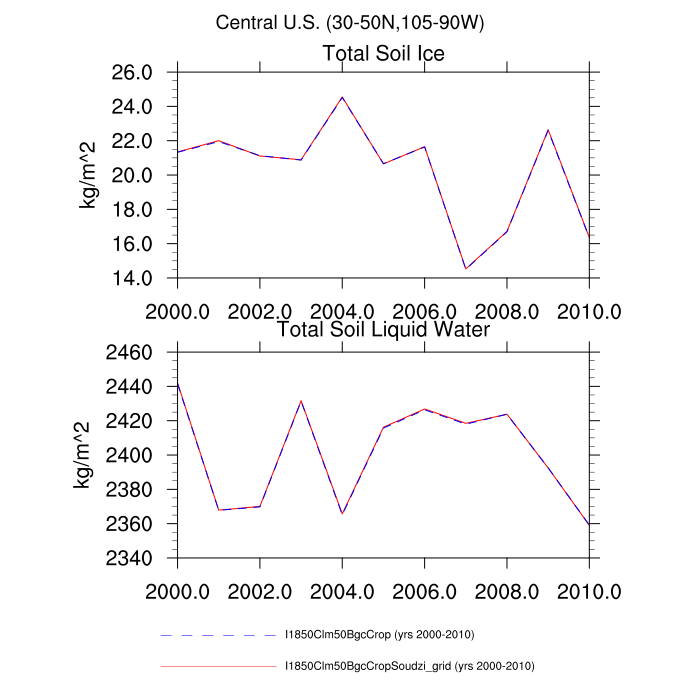 Central U.S. (30-50N,105-90W)
Total Soil Ice
26.0
24.0
22.0
20.0
18.0
16.0
14.0
kg/m^2
2000.0 2002.0 2004.0 2006.0 2008.0 2010.0
Total Soil Liquid Water
2460
2440
2420
2400
2380
2360
2340
kg/m^2
2000.0 2002.0 2004.0 2006.0 2008.0 2010.0
I1850Clm50BgcCrop (yrs 2000-2010)
I1850Clm50BgcCropSoudzi_grid (yrs 2000-2010)